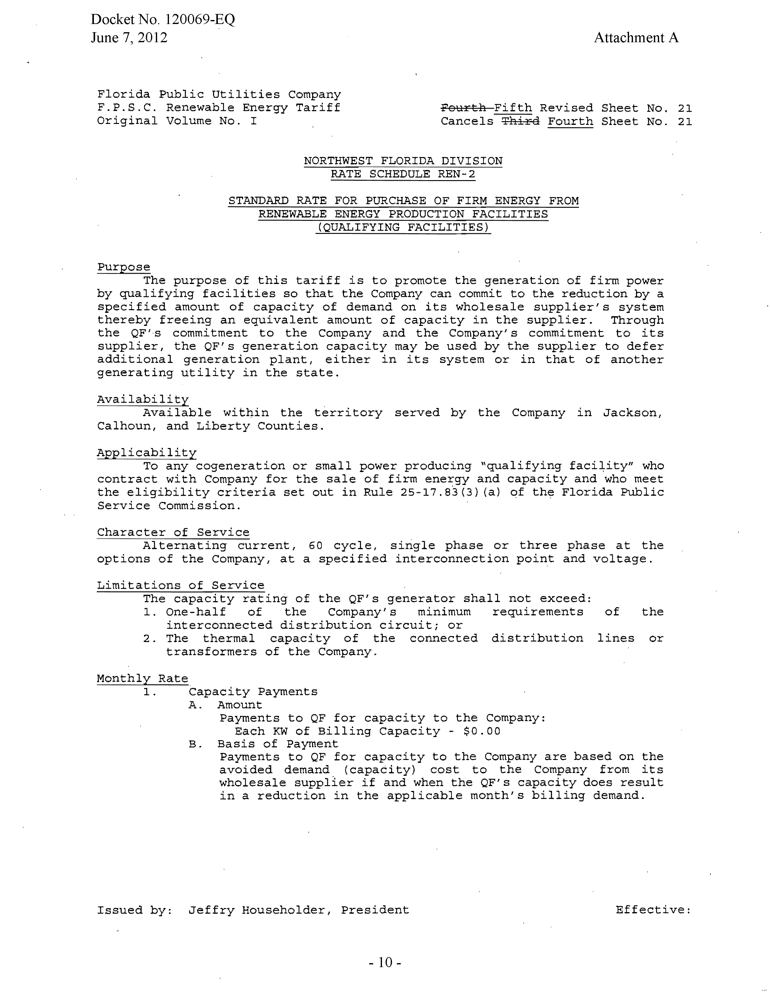 Docket No. 120069-EQ
June 7, 2012
Attachment A
Florida Public Utilities Company
F.P.S.C. Renewable Energy Tariff
Original Volume No. I
Fourth Fifth Revised Sheet No. 21
Cancels Third Fourth Sheet No. 21
NORTHWEST FLORIDA DIVISION
RATE SCHEDULE REN-2
STANDARD RATE FOR PURCHASE OF FIRM ENERGY FROM
RENEWABLE ENERGY PRODUCTION FACILITIES
(QUALIFYING FACILITIES)
Purpose
The purpose of this tariff is to promote the generation of firm power
by qualifying facilities so that the Company can commit to the reduction by a
specified amount of capacity of demand on its wholesale supplier's system
thereby freeing an equivalent amount of capacity in the supplier. Through
the QF's commitment to the Company and the Company's commitment to its
supplier, the QF's generation capacity may be used by the supplier to defer
additional generation plant, either in its system or in that of another
generating utility in the state.
Availability
Available within the territory served by the Company in Jackson,
Calhoun, and Liberty Counties.
Applicability
To any cogeneration or small power producing "qualifying facility" who
contract with Company for the sale of firm energy and capacity and who meet
the eligibility criteria set out in Rule 25-17.83(3)(a) of the Florida Public
Service Commission.
Character of Service
Alternating current, 60 cycle, single phase or three phase at the
options of the Company, at a specified interconnection point and voltage.
Limitations of Service
The capacity rating of the QF's generator shall not exceed:
1. One-half of the Company's minimum requirements of the
interconnected distribution circuit; or
2. The thermal capacity of the connected distribution lines or
transformers of the Company.
Monthly Rate
1. Capacity Payments
A. Amount
Payments to QF for capacity to the Company:
Each KW of Billing Capacity - $0.00
B. Basis of Payment
Payments to QF for capacity to the Company are based on the
avoided demand (capacity) cost to the Company from its
wholesale supplier if and when the QF's capacity does result
in a reduction in the applicable month's billing demand.
Issued by: Jeffry Householder, President
Effective:
- 10 -